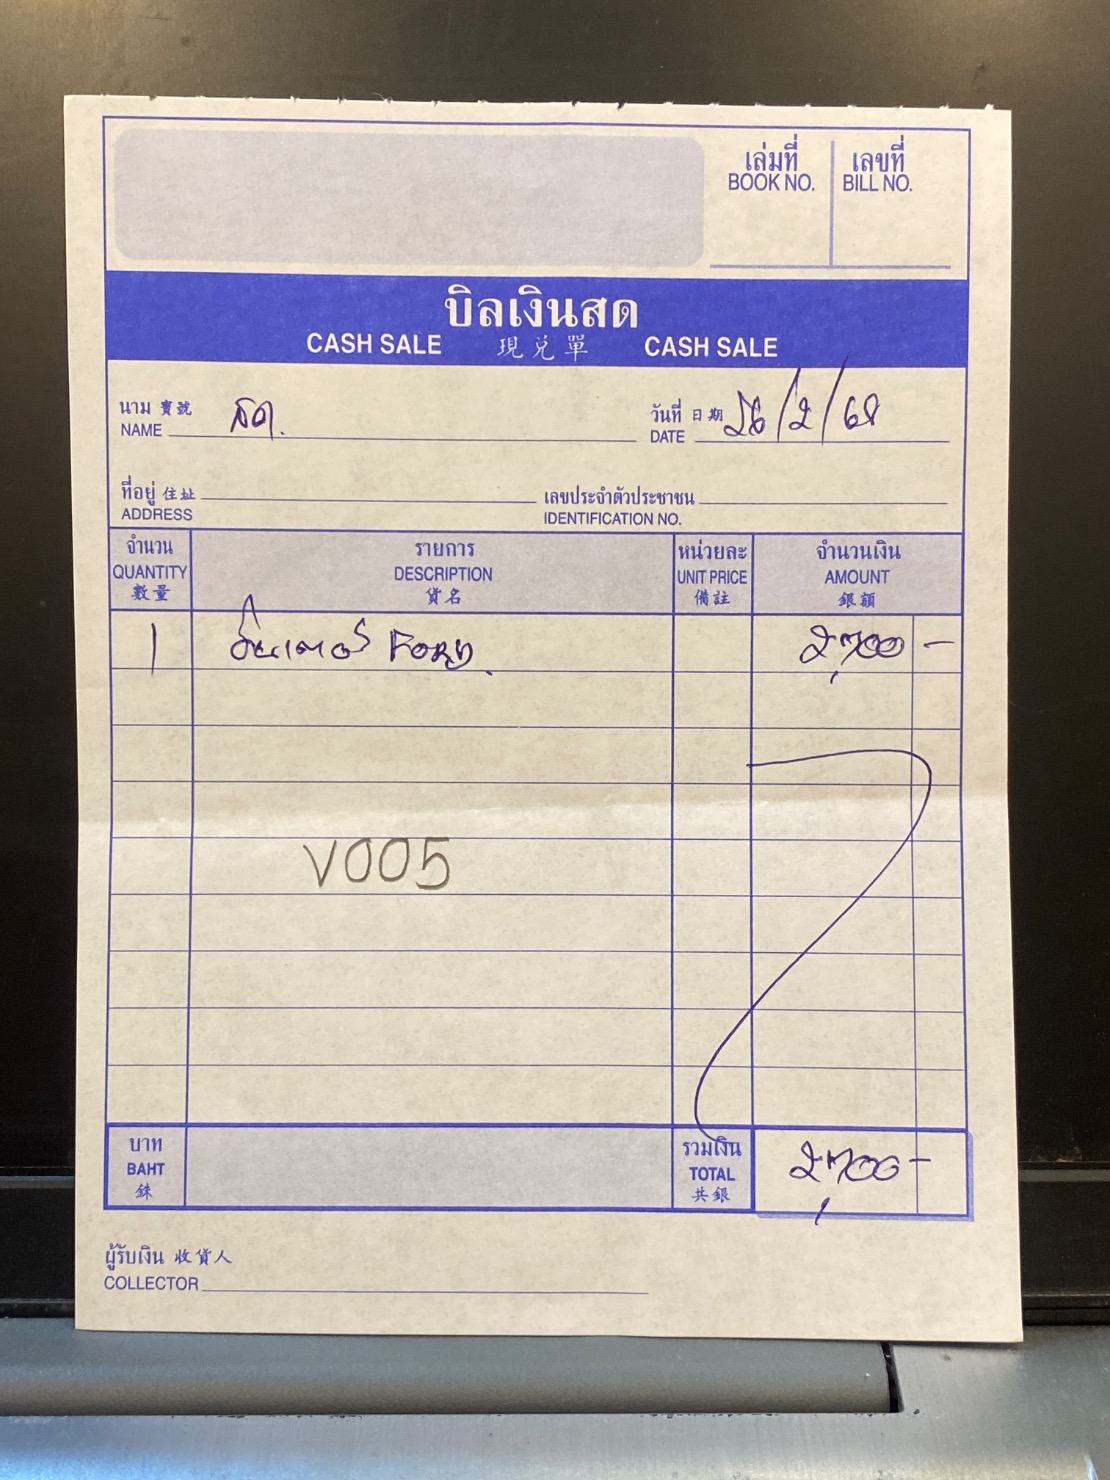 เล่มที่ เลขที่
BOOK NO. BILL NO.
บิลเงินสด
CASH SALE 現兌單 CASH SALE
นาม 寶號 สด. วันที่ 日期 26/2/68
NAME DATE
ที่อยู่ 住址 เลขประจำตัวประชาชน
ADDRESS IDENTIFICATION NO.
จำนวน รายการ หน่วยละ จำนวนเงิน
QUANTITY DESCRIPTION UNIT PRICE AMOUNT
數量 貨名 備註 銀額
1 Ford. 2,700 -
V005
บาท รวมเงิน
BAHT TOTAL 2,700 -
銖 共銀
ผู้รับเงิน 收貨人
COLLECTOR